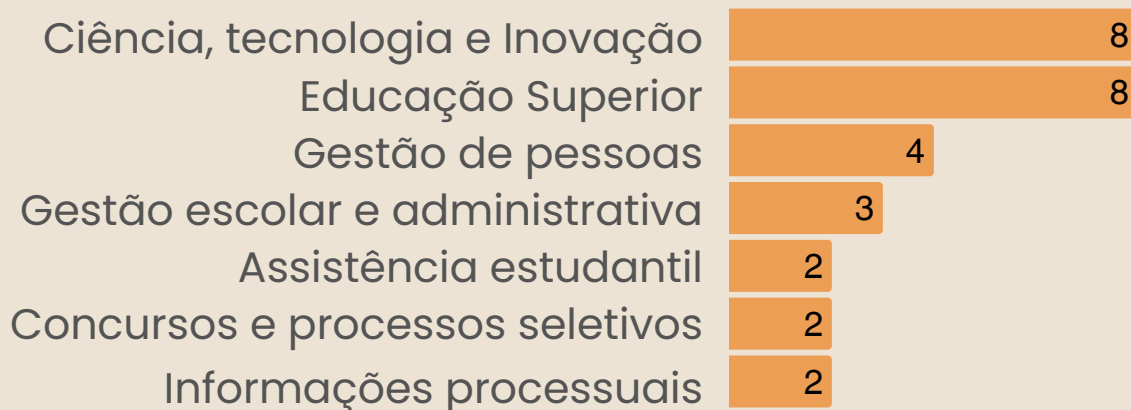 Ciência, tecnologia e Inovação 8
Educação Superior 8
Gestão de pessoas 4
Gestão escolar e administrativa 3
Assistência estudantil 2
Concursos e processos seletivos 2
Informações processuais 2